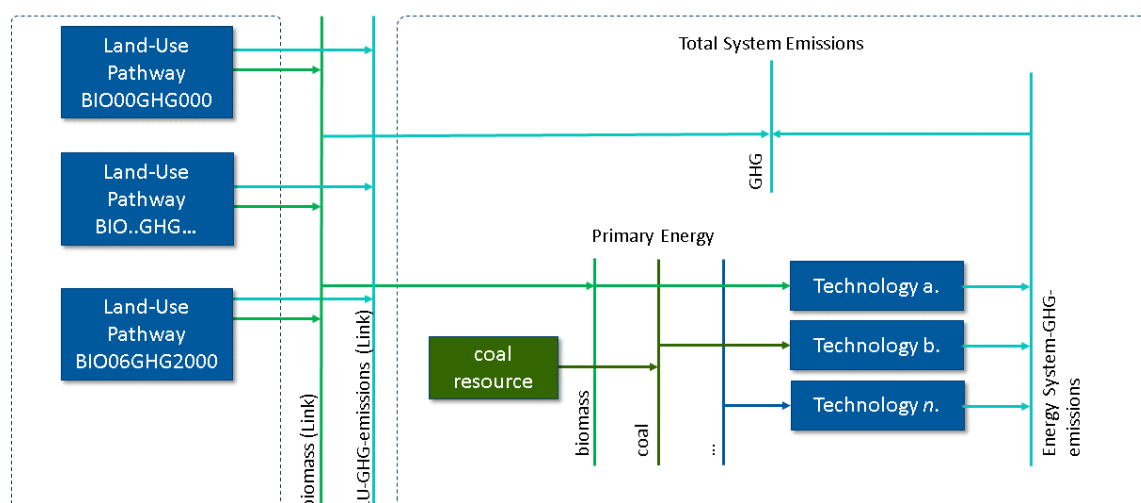 Land-Use
Pathway
BIO00GHG000
Land-Use
Pathway
BIO..GHG...
Land-Use
Pathway
BIO06GHG2000
biomass (Link)
LU-GHG-emissions (Link)
Total System Emissions
GHG
Primary Energy
coal
resource
biomass
coal
...
Technology a.
Technology b.
Technology n.
Energy System-GHG-
emissions